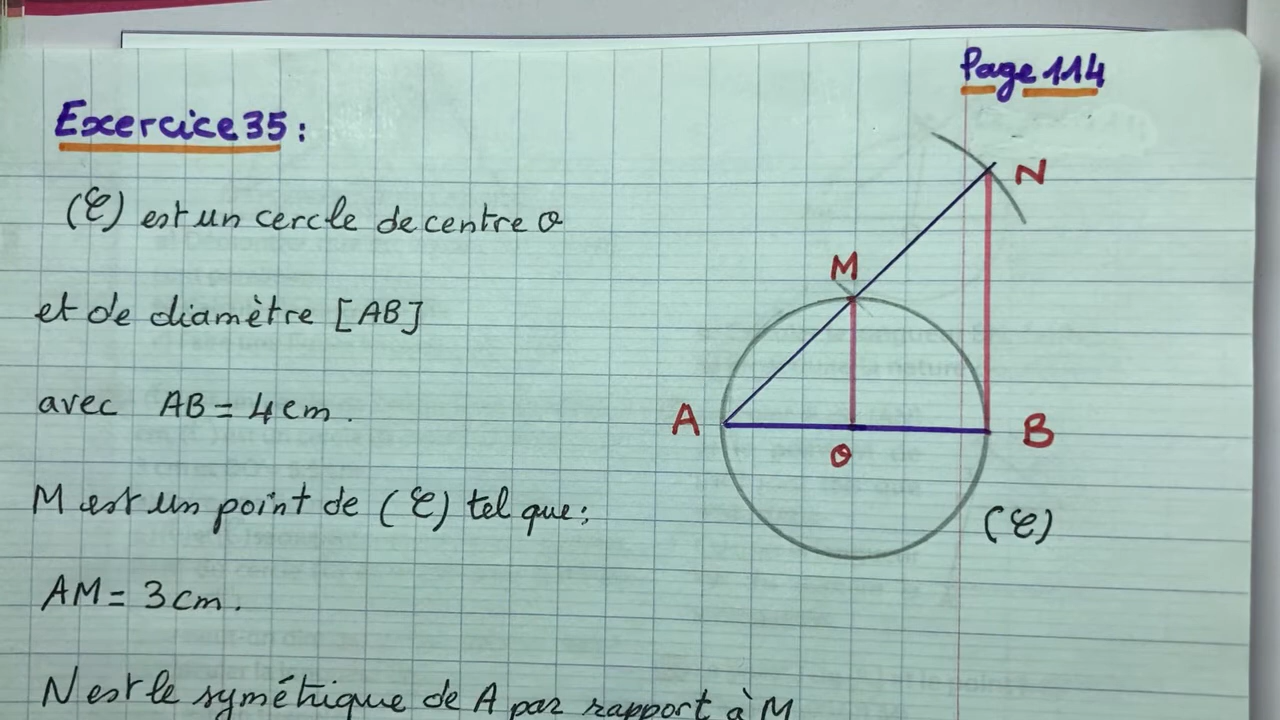 Page 114
Exercice 35 :
(C) est un cercle de centre O
et de diamètre [AB]
avec AB = 4 cm.
M est un point de (C) tel que :
AM = 3 cm.
N est le symétrique de A par rapport à M
N
M
A
O
B
(C)